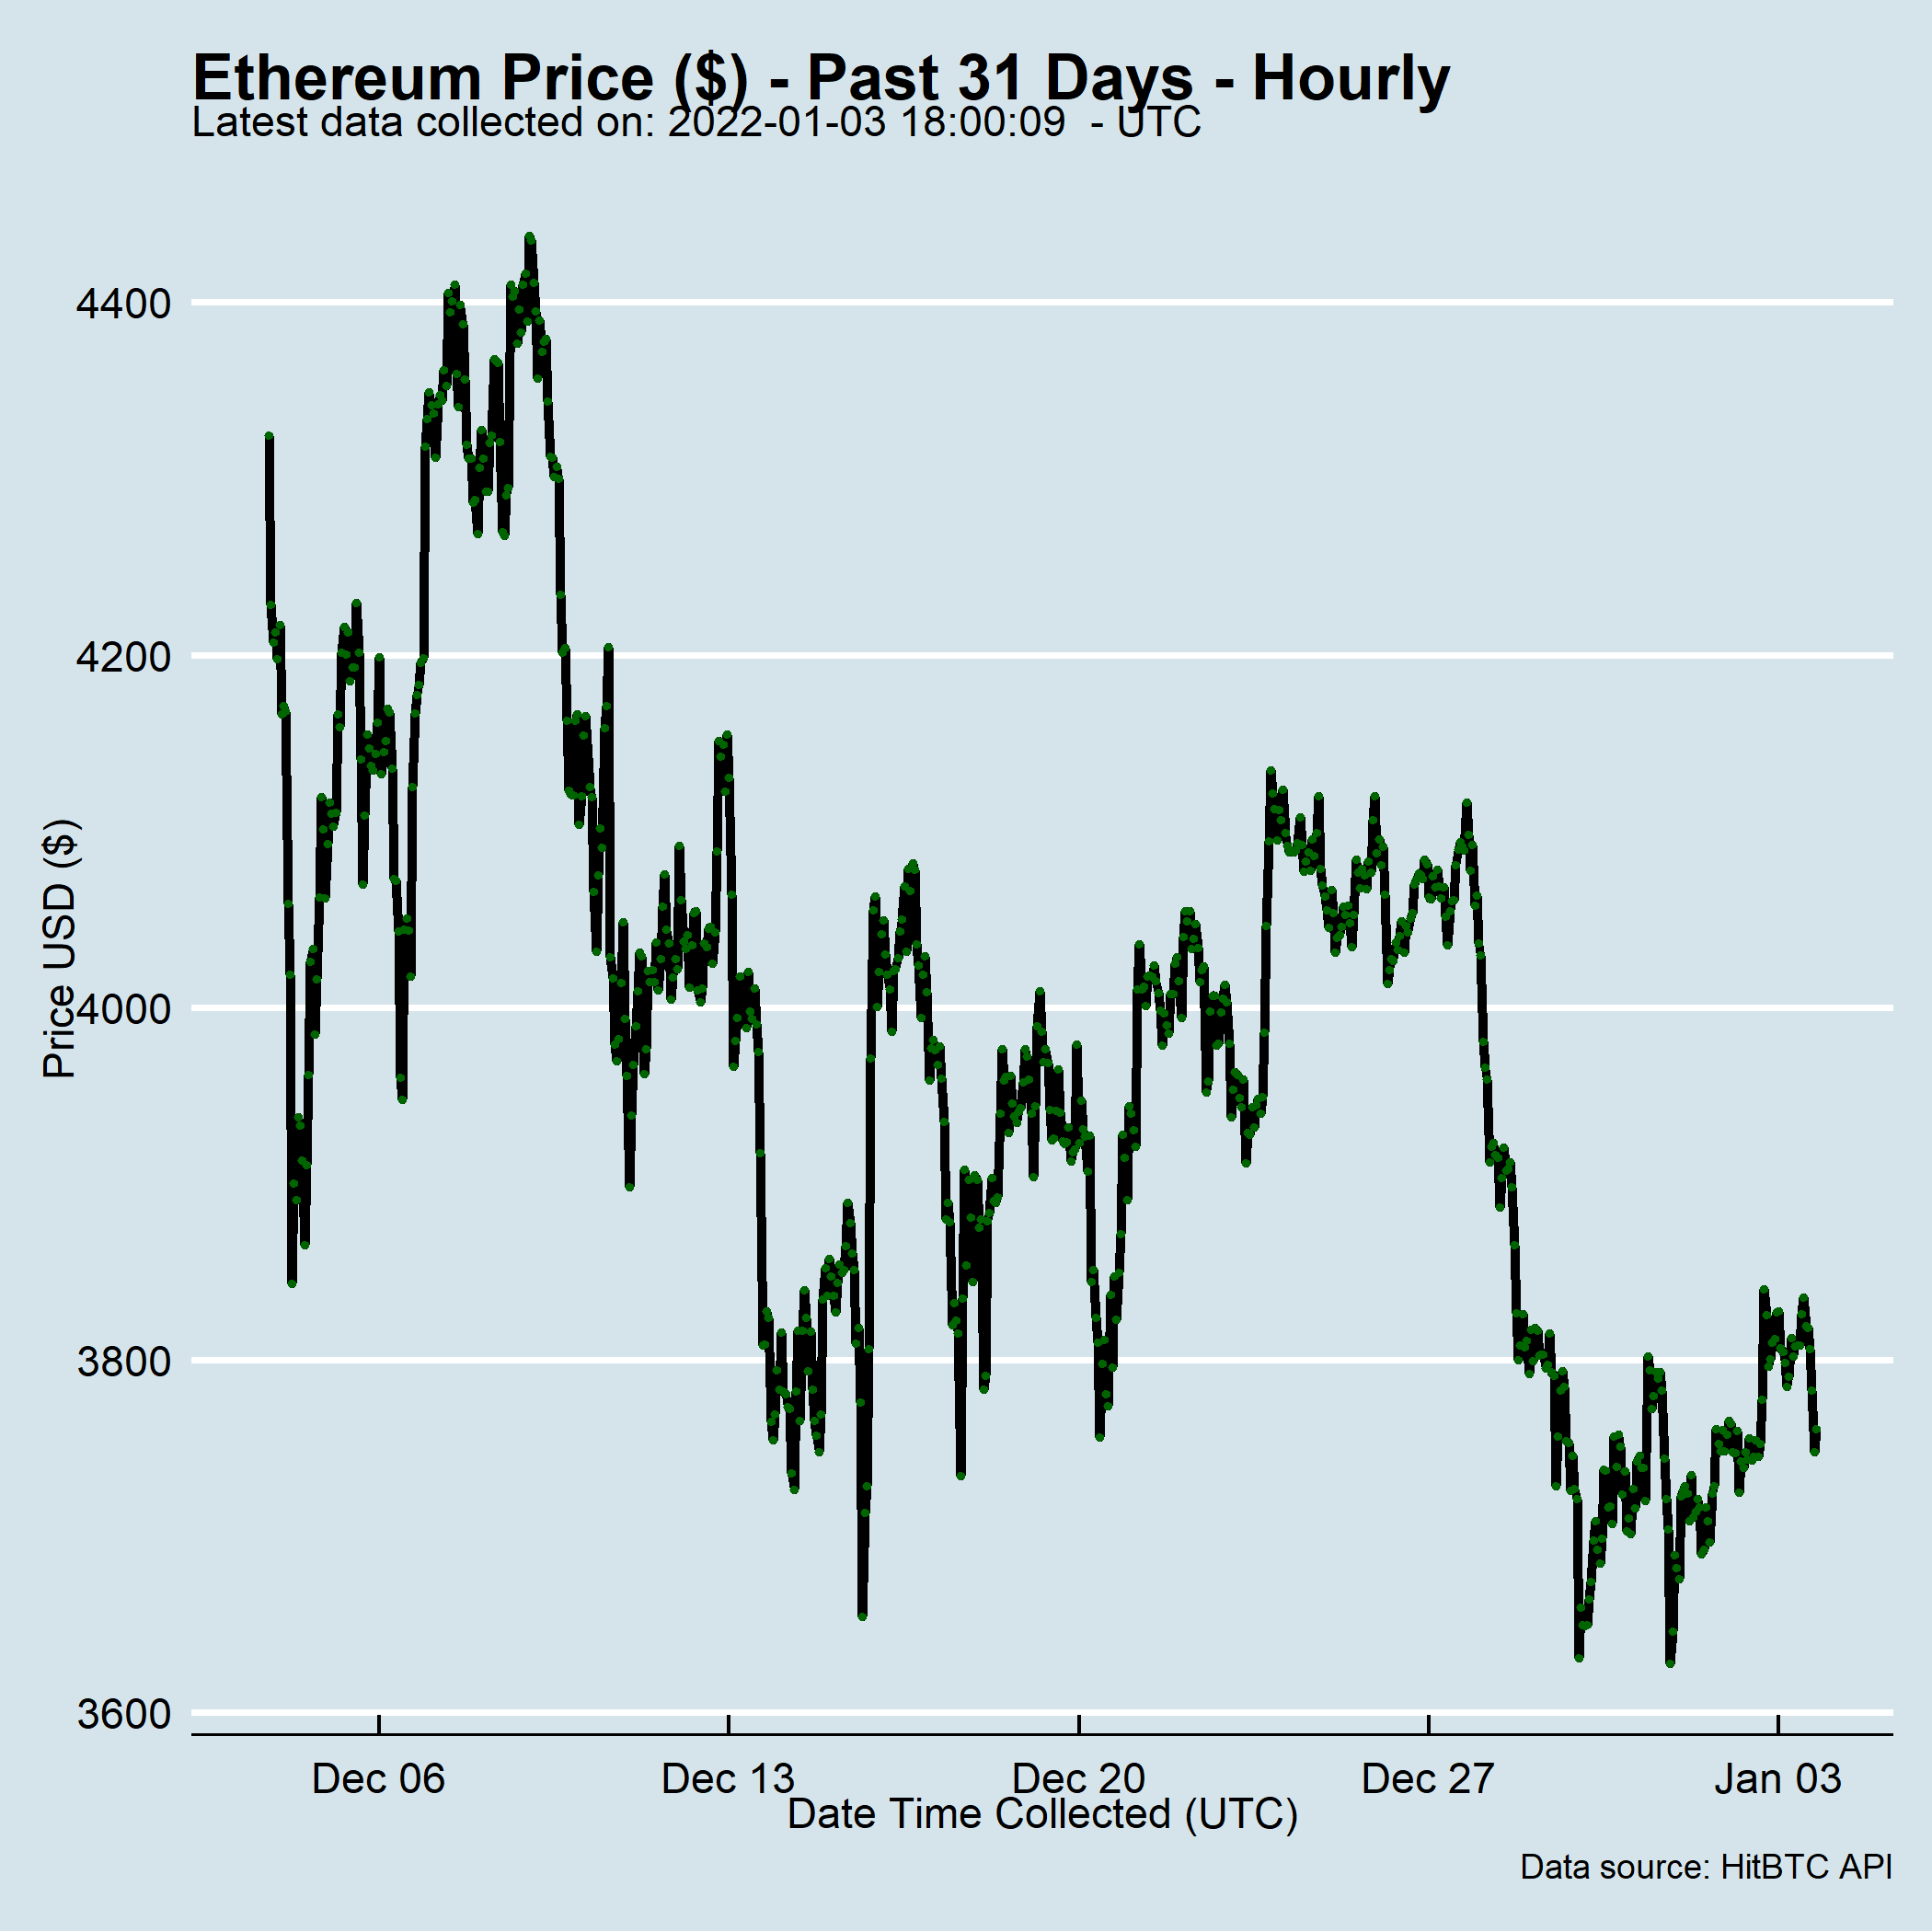 Ethereum Price ($) - Past 31 Days - Hourly
Latest data collected on: 2022-01-03 18:00:09  - UTC
Price USD ($)
4400
4200
4000
3800
3600
Dec 06
Dec 13
Dec 20
Dec 27
Jan 03
Date Time Collected (UTC)
Data source: HitBTC API